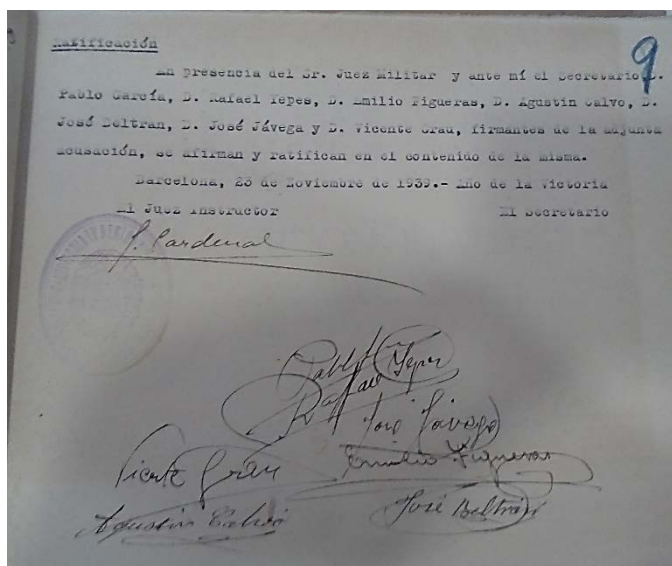 Ratificación
9
En presencia del Sr. Juez Militar y ante mí el Secretario, D.
Pablo García, D. Rafael Yepes, D. Emilio Figueras, D. Agustin Calvo, D.
José Beltran, D. José Jávega y D. Vicente Grau, firmantes de la adjunta
acusación, se afirman y ratifican en el contenido de la misma.
Barcelona, 23 de Noviembre de 1939.- Año de la Victoria
El Juez Instructor El Secretario
J. Cardenal
Pablo
Rafael Yepes
José Jávega
Vicente Grau Emilio Figueras
Agustin Calvo José Beltrán